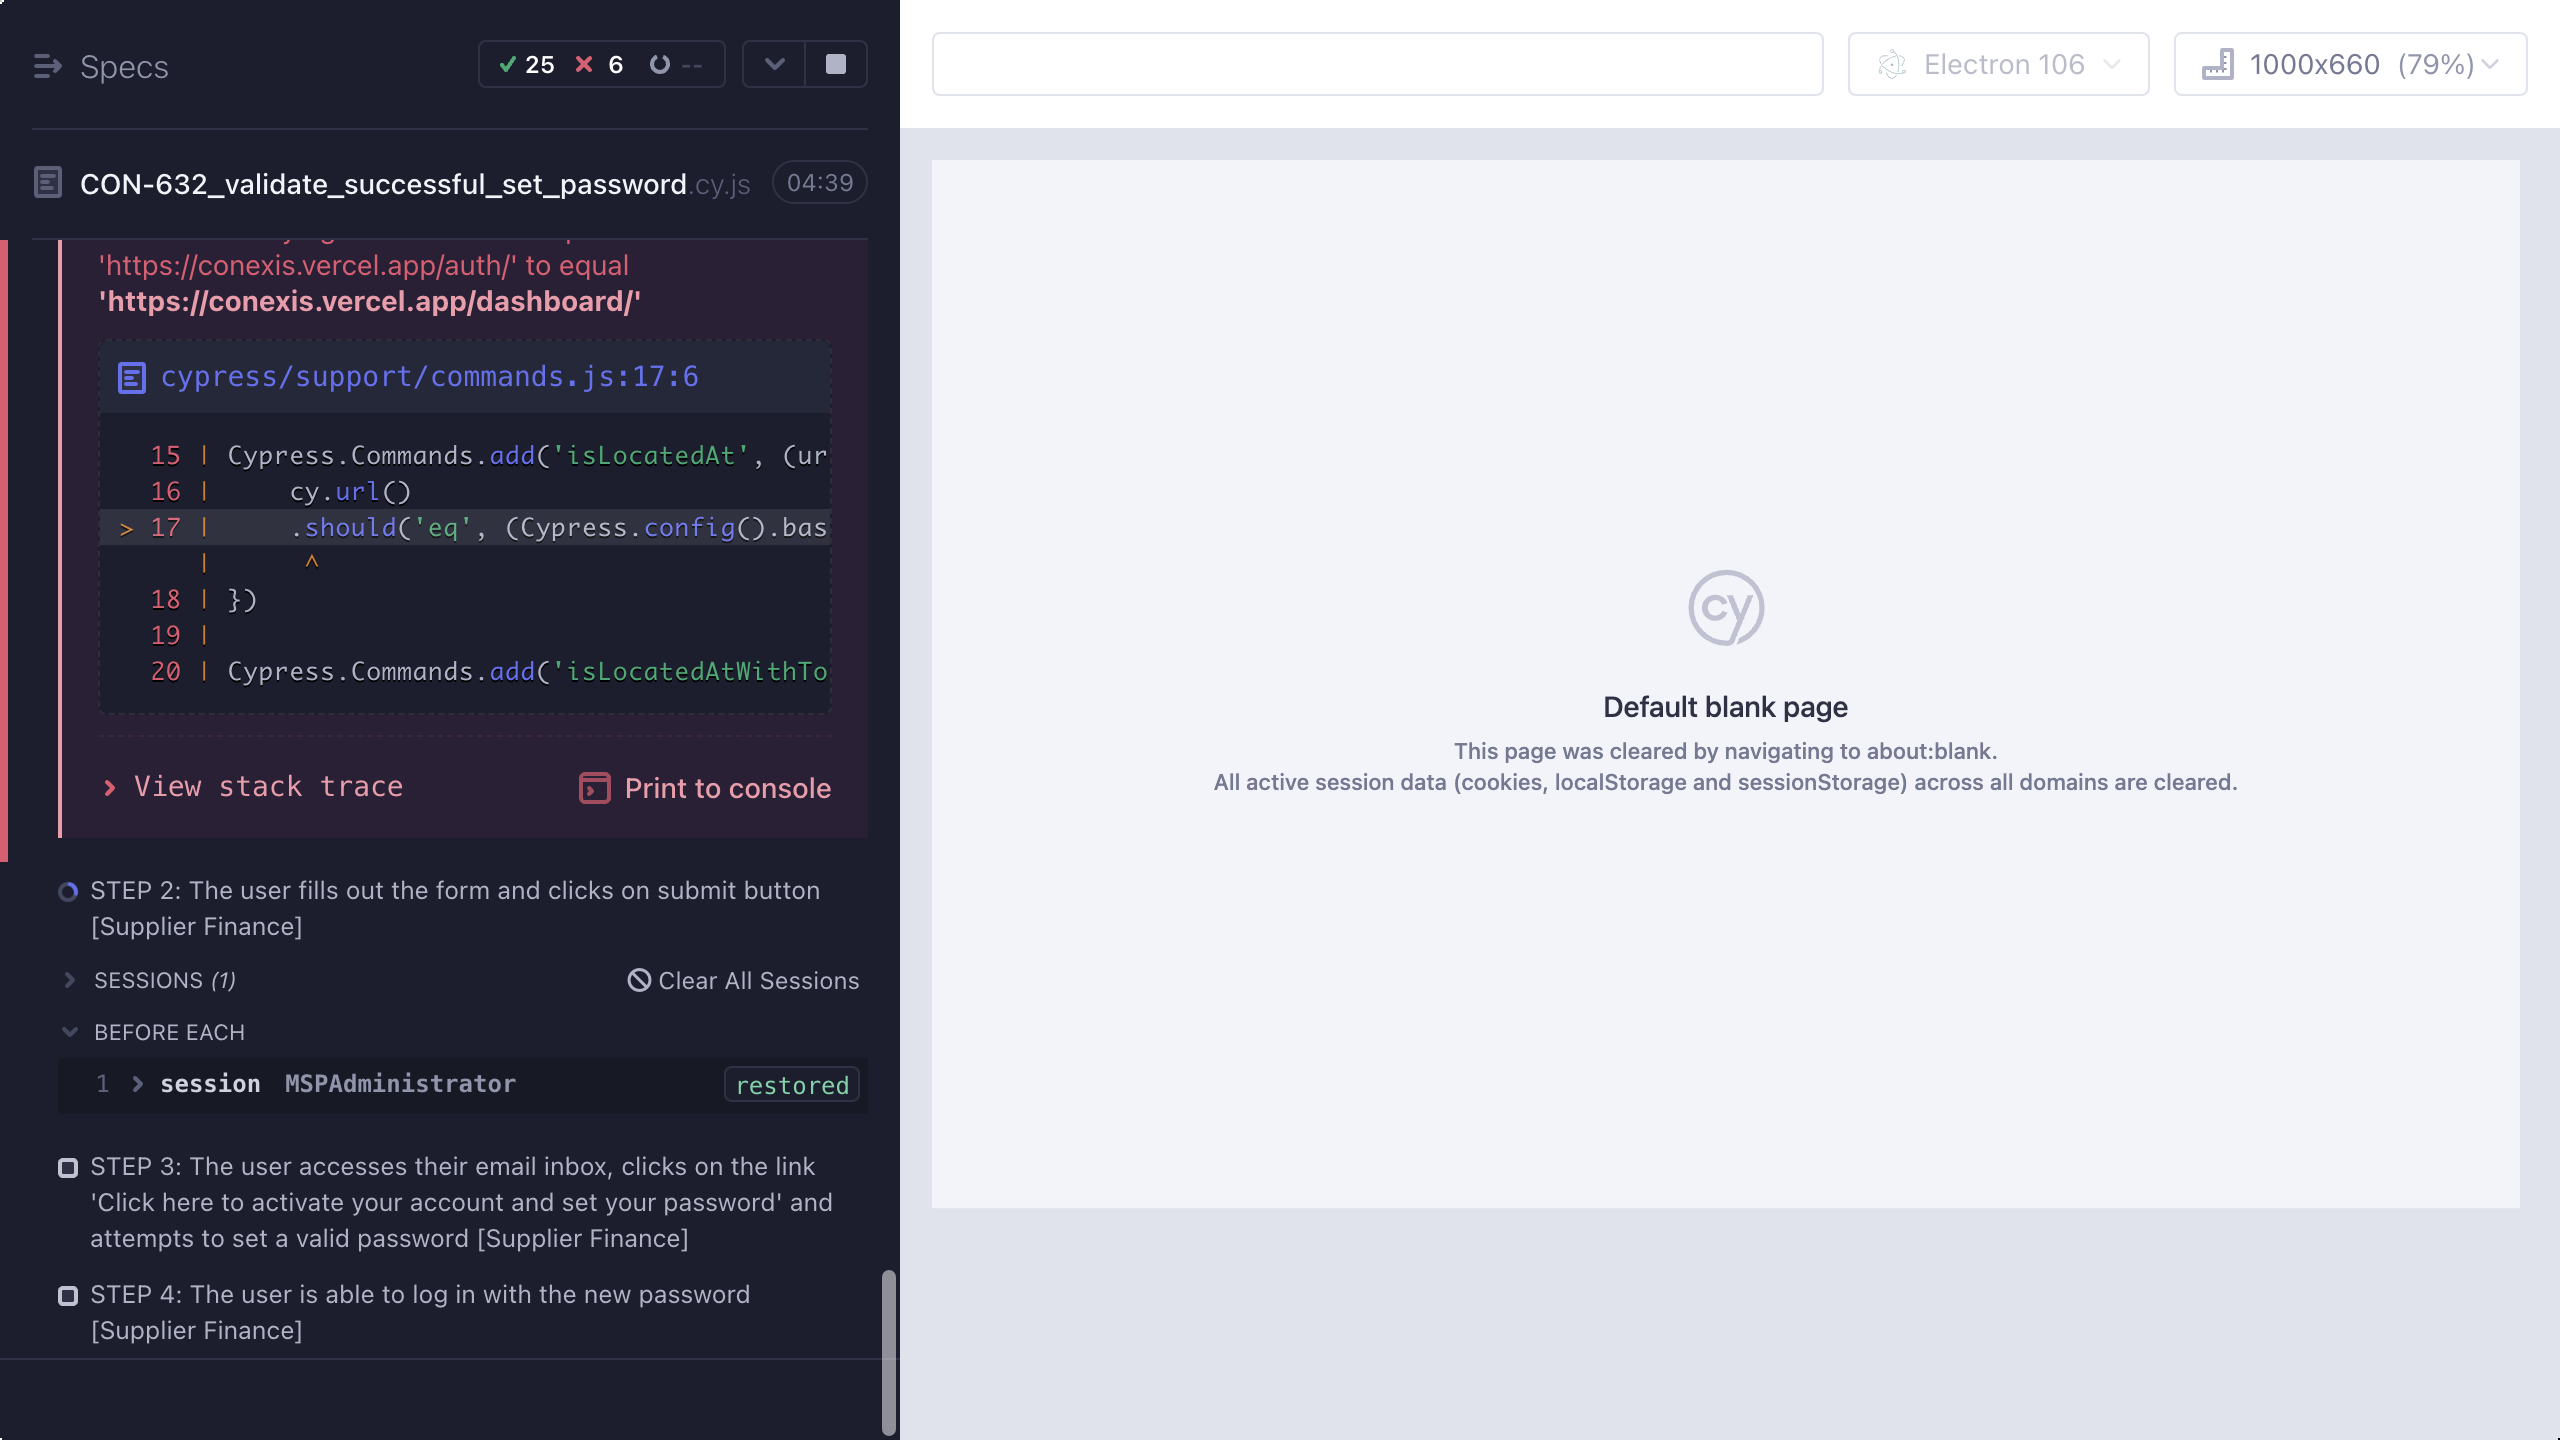 Specs
25 6 --
CON-632_validate_successful_set_password.cy.js 04:39
'https://conexis.vercel.app/auth/' to equal
'https://conexis.vercel.app/dashboard/'
cypress/support/commands.js:17:6
15 | Cypress.Commands.add('isLocatedAt', (ur
16 |     cy.url()
> 17 |     .should('eq', (Cypress.config().bas
|      ^
18 | })
19 |
20 | Cypress.Commands.add('isLocatedAtWithTo
View stack trace
Print to console
STEP 2: The user fills out the form and clicks on submit button
[Supplier Finance]
SESSIONS (1)
Clear All Sessions
BEFORE EACH
1 session MSPAdministrator restored
STEP 3: The user accesses their email inbox, clicks on the link
'Click here to activate your account and set your password' and
attempts to set a valid password [Supplier Finance]
STEP 4: The user is able to log in with the new password
[Supplier Finance]
Electron 106
1000x660 (79%)
cy
Default blank page
This page was cleared by navigating to about:blank.
All active session data (cookies, localStorage and sessionStorage) across all domains are cleared.